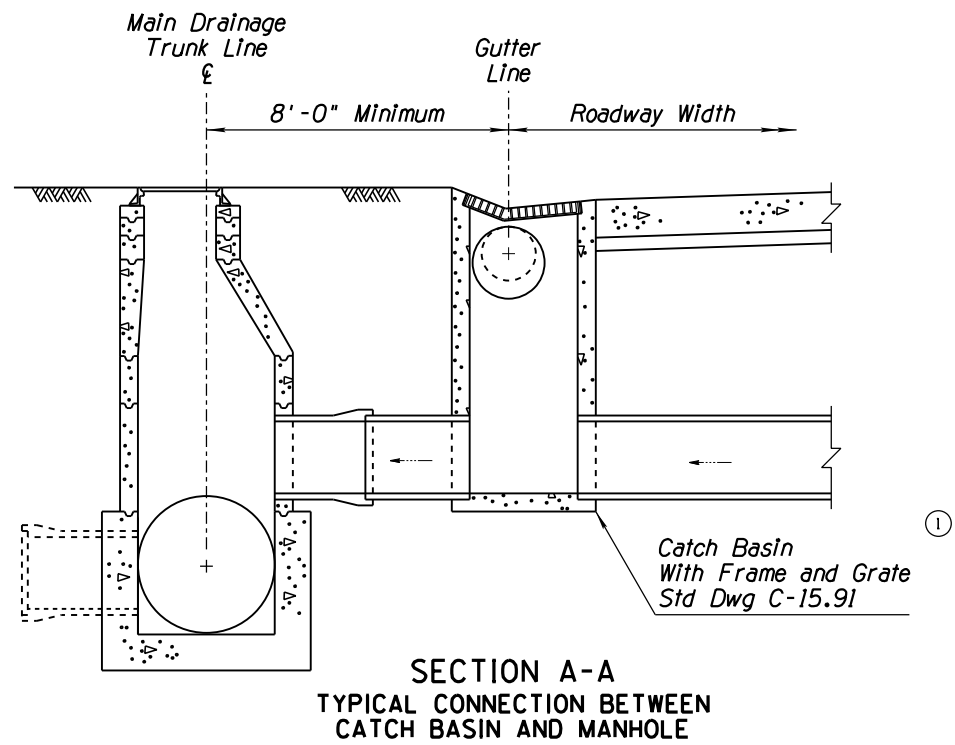 Main Drainage
Trunk Line
℄
Gutter
Line
8'-0" Minimum
Roadway Width
1
Catch Basin
With Frame and Grate
Std Dwg C-15.91
SECTION A-A
TYPICAL CONNECTION BETWEEN
CATCH BASIN AND MANHOLE